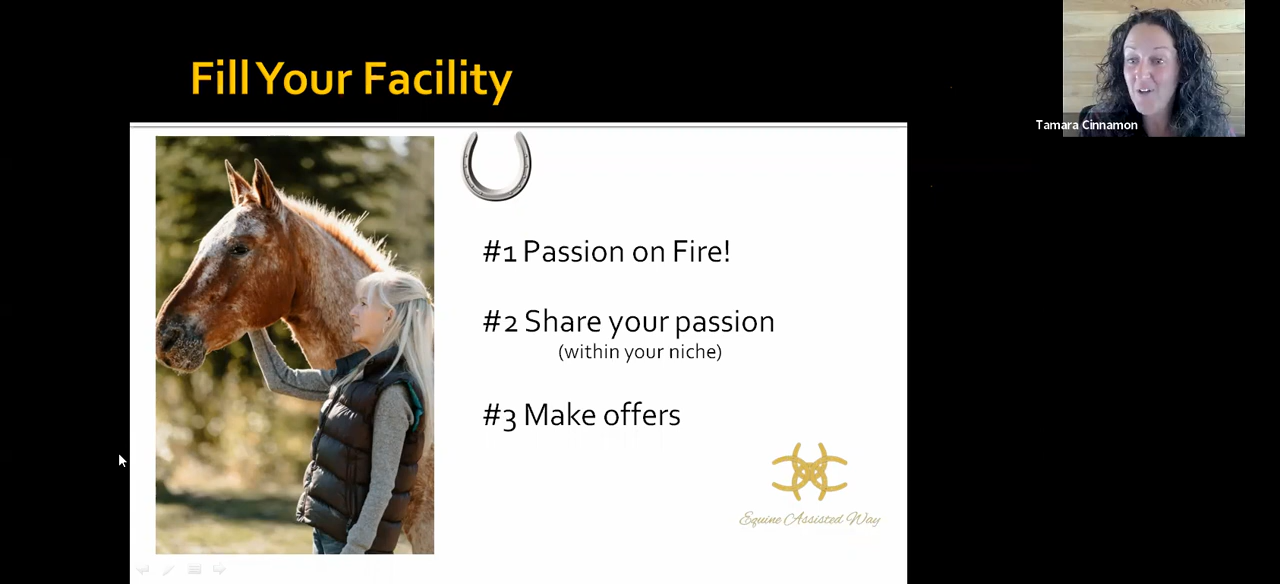 Fill Your Facility
Tamara Cinnamon
#1 Passion on Fire!
#2 Share your passion
(within your niche)
#3 Make offers
Equine Assisted Way